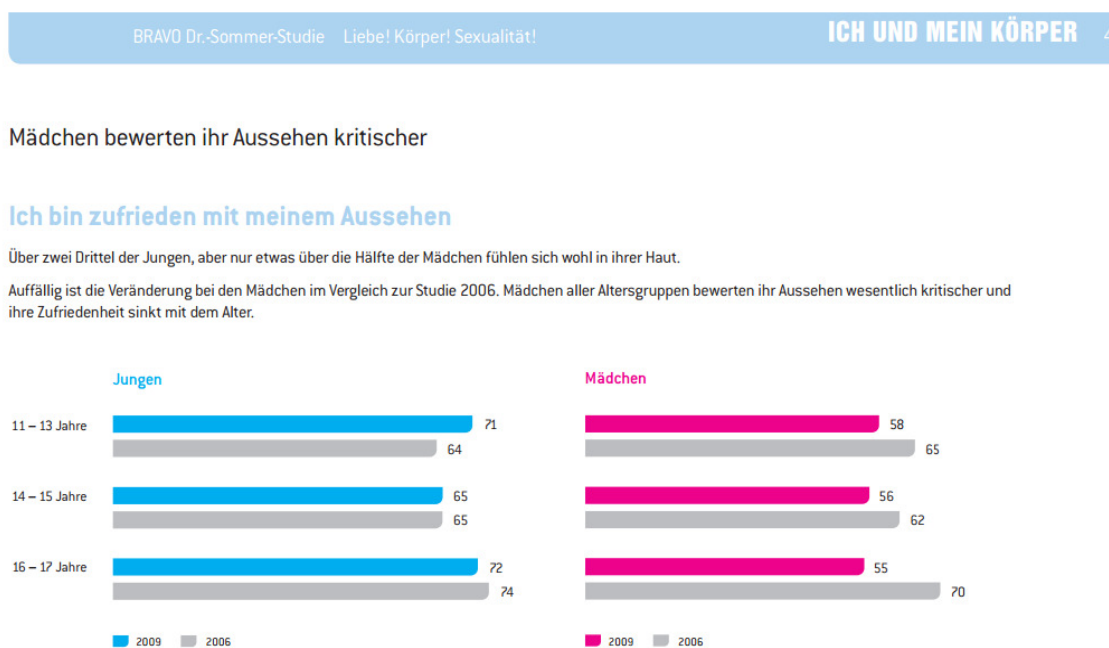 BRAVO Dr.-Sommer-Studie Liebe! Körper! Sexualität! ICH UND MEIN KÖRPER 4
Mädchen bewerten ihr Aussehen kritischer
Ich bin zufrieden mit meinem Aussehen
Über zwei Drittel der Jungen, aber nur etwas über die Hälfte der Mädchen fühlen sich wohl in ihrer Haut.
Auffällig ist die Veränderung bei den Mädchen im Vergleich zur Studie 2006. Mädchen aller Altersgruppen bewerten ihr Aussehen wesentlich kritischer und
ihre Zufriedenheit sinkt mit dem Alter.
Jungen Mädchen
11 – 13 Jahre 71 58
64 65
14 – 15 Jahre 65 56
65 62
16 – 17 Jahre 72 55
74 70
2009 2006 2009 2006